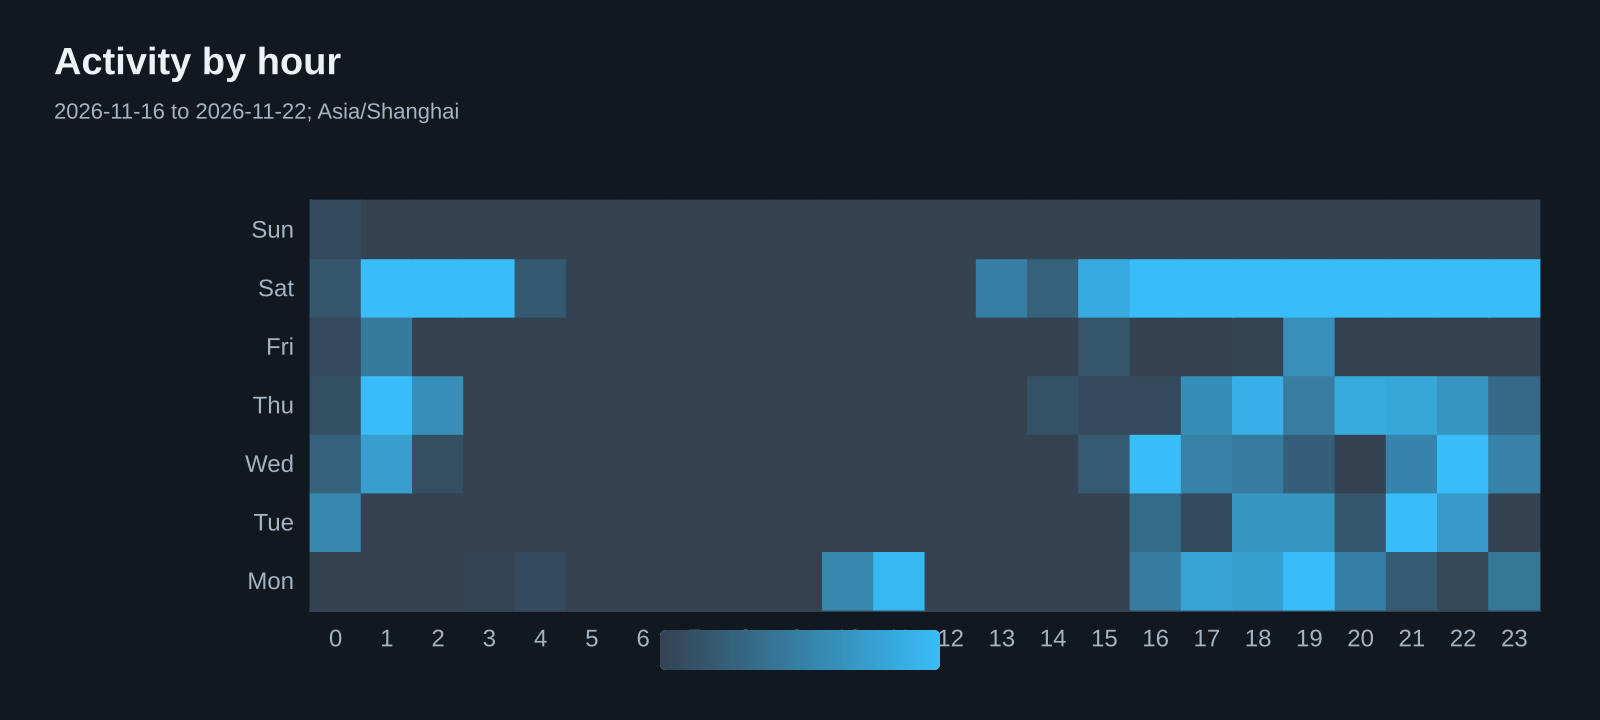 Activity by hour
2026-11-16 to 2026-11-22; Asia/Shanghai
Sun
Sat
Fri
Thu
Wed
Tue
Mon
0 1 2 3 4 5 6 12 13 14 15 16 17 18 19 20 21 22 23